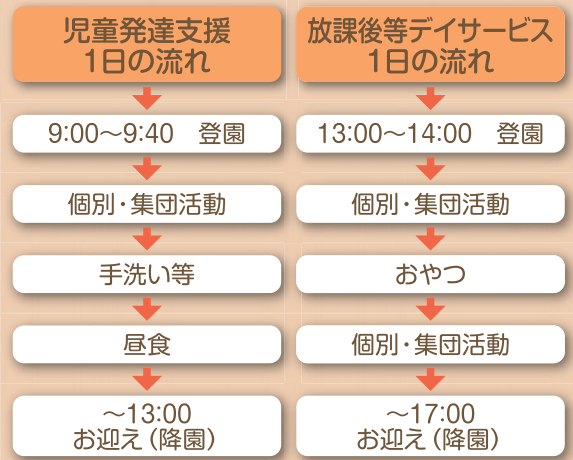 児童発達支援
1日の流れ
9:00〜9:40　登園
個別・集団活動
手洗い等
昼食
〜13:00
お迎え（降園）
放課後等デイサービス
1日の流れ
13:00〜14:00　登園
個別・集団活動
おやつ
個別・集団活動
〜17:00
お迎え（降園）